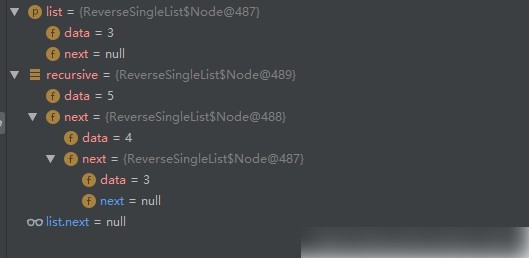 p list = {ReverseSingleList$Node@487}
f data = 3
f next = null
recursive = {ReverseSingleList$Node@489}
f data = 5
f next = {ReverseSingleList$Node@488}
f data = 4
f next = {ReverseSingleList$Node@487}
f data = 3
f next = null
list.next = null